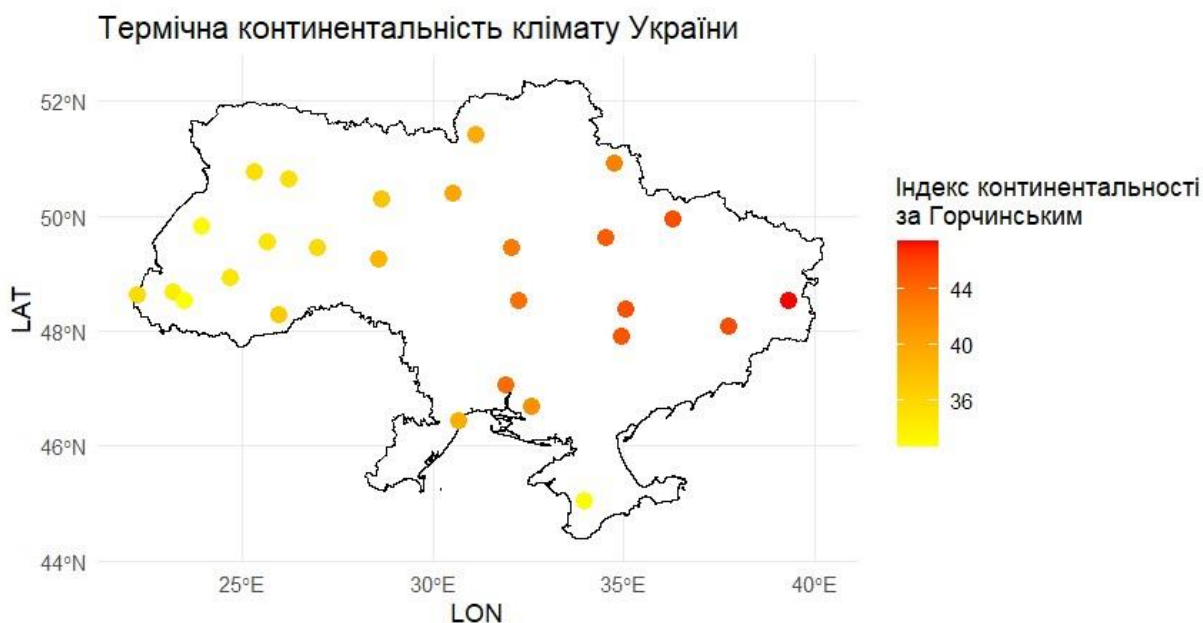 Термічна континентальність клімату України
52°N
50°N
48°N
46°N
44°N
LAT
25°E
30°E
35°E
40°E
LON
Індекс континентальності
за Горчинським
44
40
36